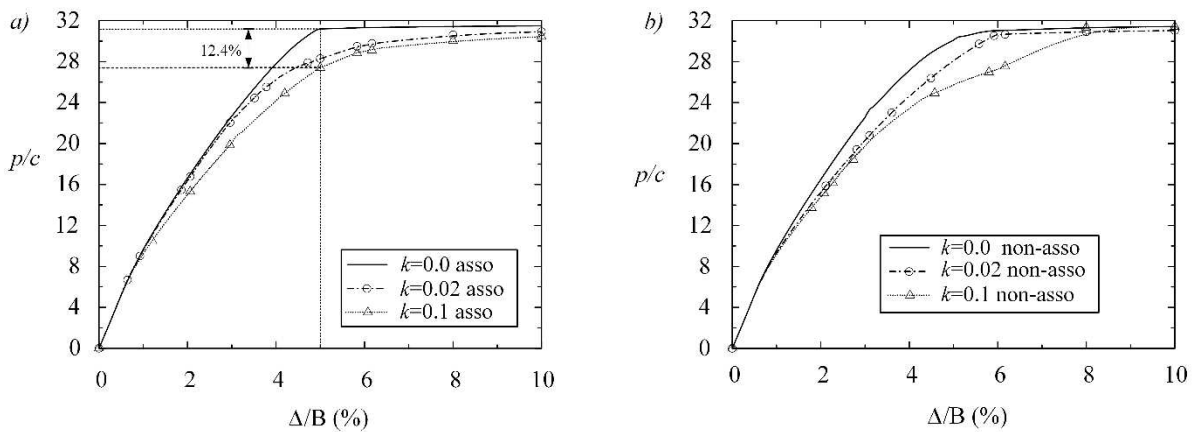 a)
32
28
24
20
p/c
16
12
8
4
0
12.4%
k=0.0 asso
k=0.02 asso
k=0.1 asso
0 2 4 6 8 10
Δ/B (%)
b)
32
28
24
20
p/c
16
12
8
4
0
k=0.0 non-asso
k=0.02 non-asso
k=0.1 non-asso
0 2 4 6 8 10
Δ/B (%)